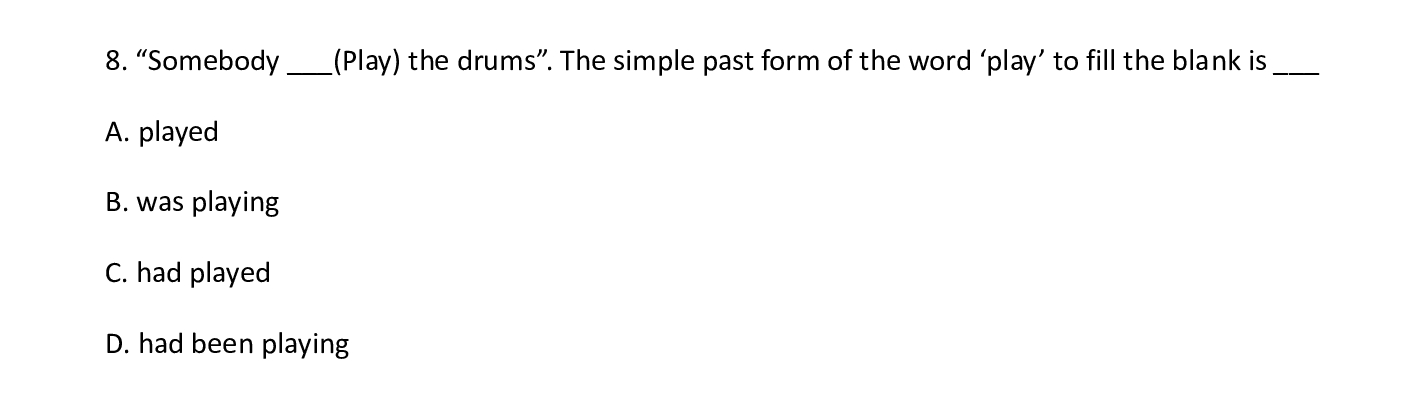 8. “Somebody ___(Play) the drums”. The simple past form of the word ‘play’ to fill the blank is ___
A. played
B. was playing
C. had played
D. had been playing